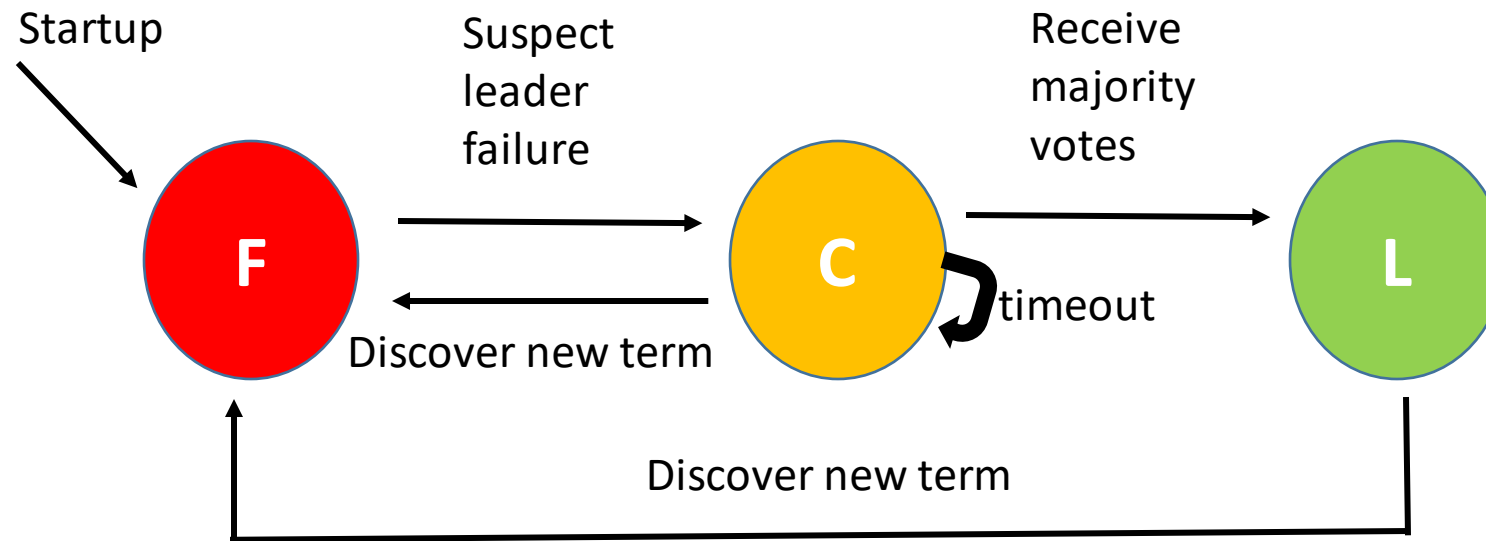 Startup
Suspect
leader
failure
Receive
majority
votes
F
C
L
timeout
Discover new term
Discover new term